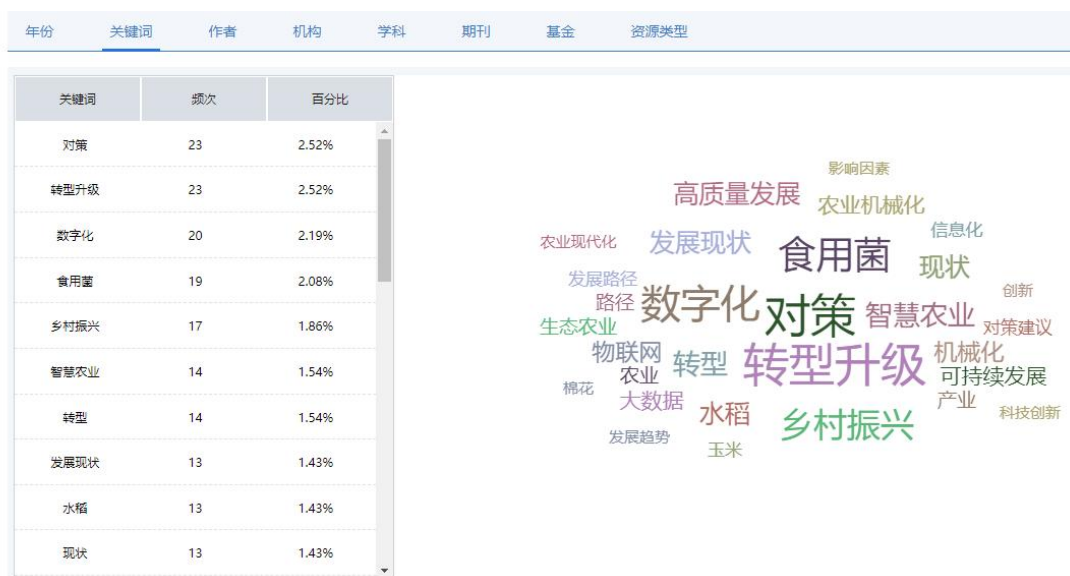 年份 关键词 作者 机构 学科 期刊 基金 资源类型
关键词 频次 百分比
对策 23 2.52%
转型升级 23 2.52%
数字化 20 2.19%
食用菌 19 2.08%
乡村振兴 17 1.86%
智慧农业 14 1.54%
转型 14 1.54%
发展现状 13 1.43%
水稻 13 1.43%
现状 13 1.43%
影响因素
高质量发展 农业机械化
农业现代化 发展现状 食用菌 信息化
现状
发展路径 创新
路径 数字化 对策 智慧农业 对策建议
生态农业
物联网 转型 转型升级 机械化
农业 可持续发展
棉花 大数据 产业
水稻 乡村振兴 科技创新
发展趋势 玉米